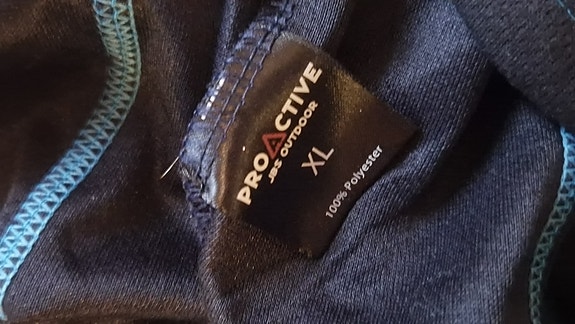 PROACTIVE
JBS OUTDOOR
XL
100% Polyester